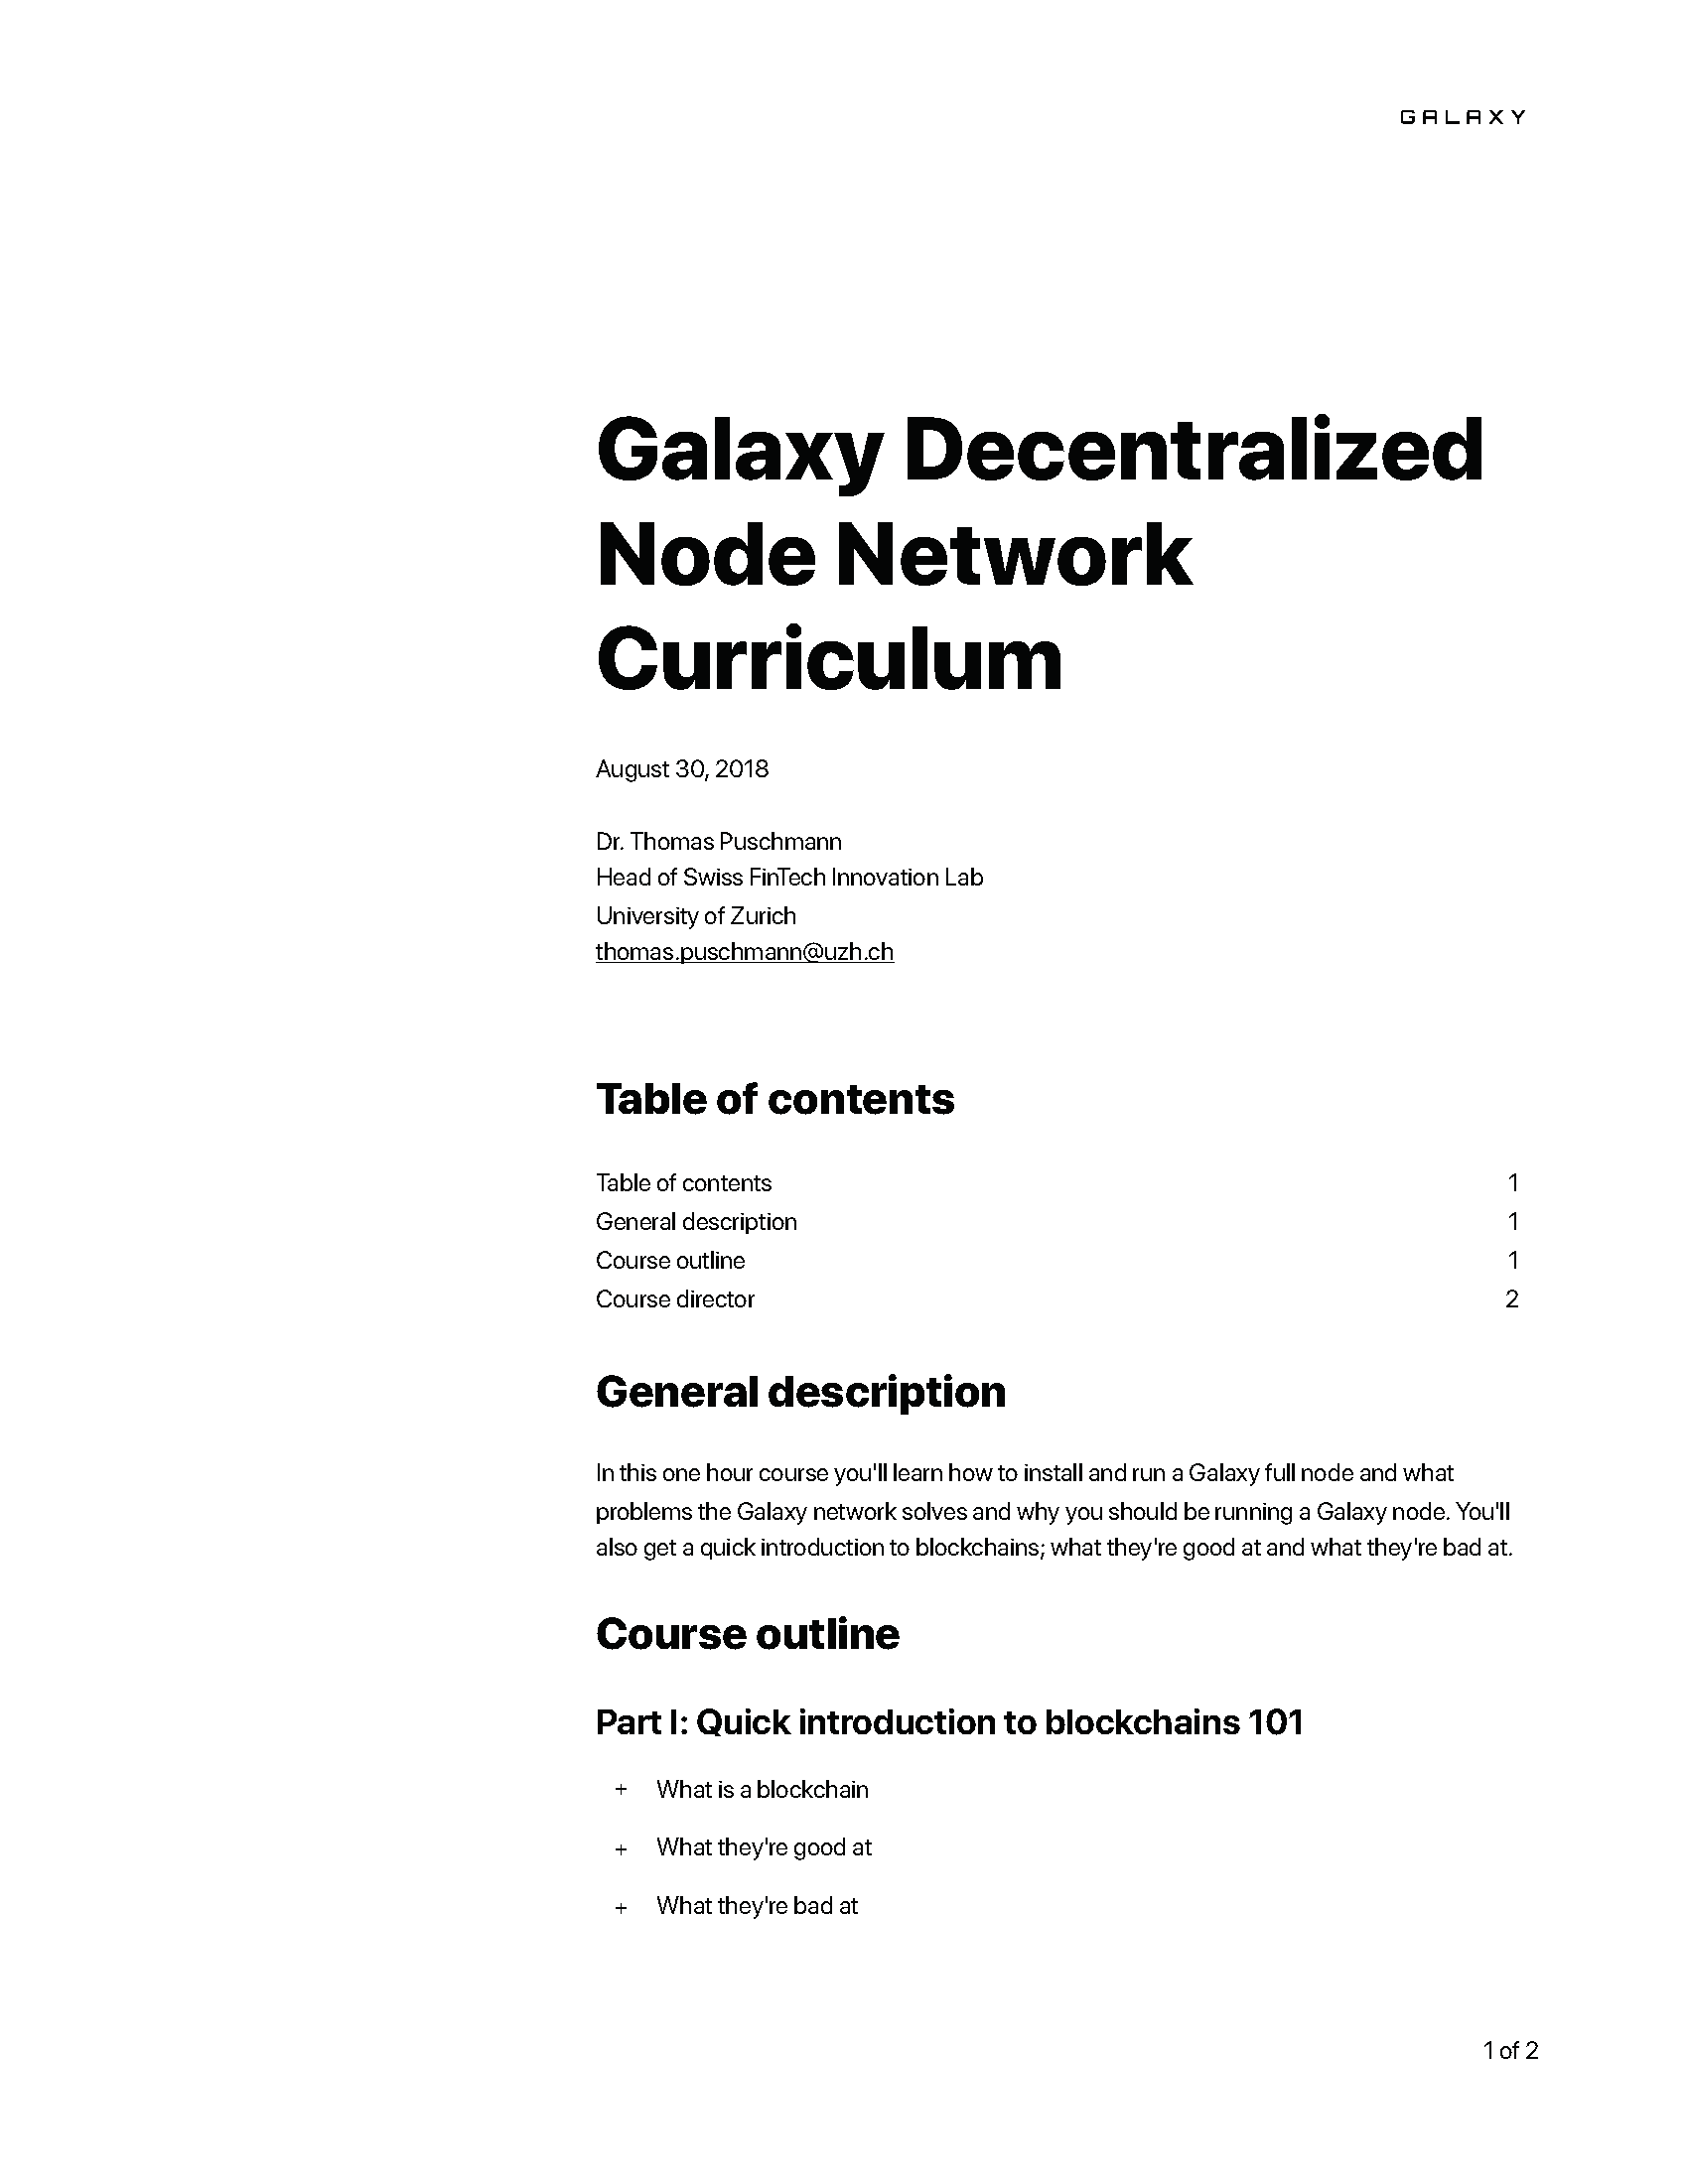 GALAXY
Galaxy Decentralized
Node Network
Curriculum
August 30, 2018
Dr. Thomas Puschmann
Head of Swiss FinTech Innovation Lab
University of Zurich
thomas.puschmann@uzh.ch
Table of contents
Table of contents 1
General description 1
Course outline 1
Course director 2
General description
In this one hour course you'll learn how to install and run a Galaxy full node and what
problems the Galaxy network solves and why you should be running a Galaxy node. You'll
also get a quick introduction to blockchains; what they're good at and what they're bad at.
Course outline
Part I: Quick introduction to blockchains 101
+ What is a blockchain
+ What they're good at
+ What they're bad at
1 of 2